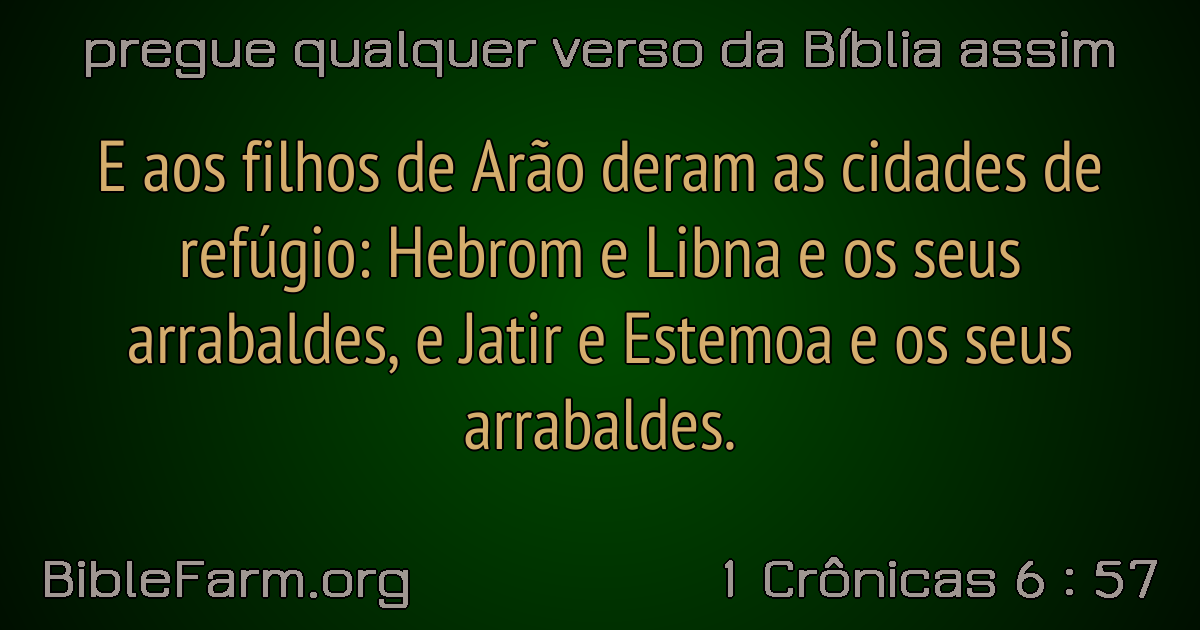 pregue qualquer verso da Bíblia assim
E aos filhos de Arão deram as cidades de
refúgio: Hebrom e Libna e os seus
arrabaldes, e Jatir e Estemoa e os seus
arrabaldes.
BibleFarm.org
1 Crônicas 6 : 57